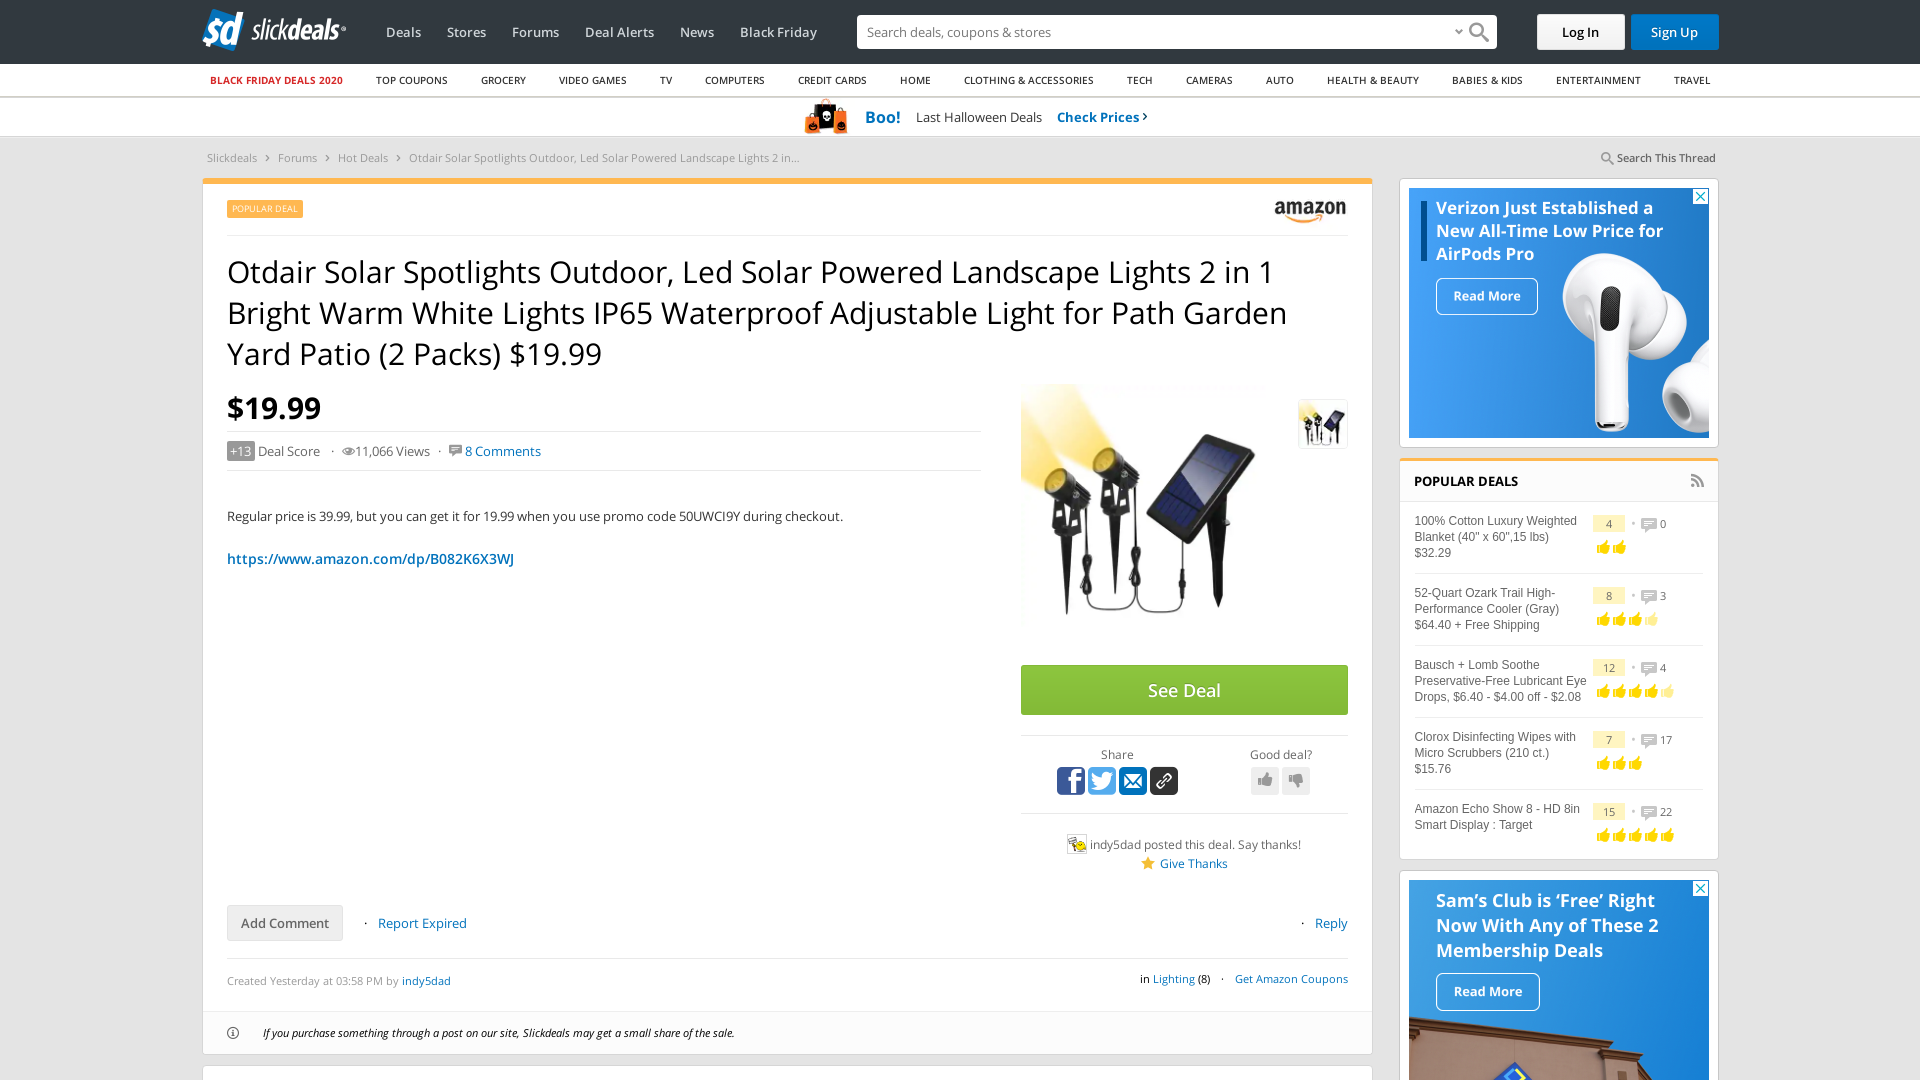 slickdeals
Deals
Stores
Forums
Deal Alerts
News
Black Friday
Search deals, coupons & stores
Log In
Sign Up
BLACK FRIDAY DEALS 2020
TOP COUPONS
GROCERY
VIDEO GAMES
TV
COMPUTERS
CREDIT CARDS
HOME
CLOTHING & ACCESSORIES
TECH
CAMERAS
AUTO
HEALTH & BEAUTY
BABIES & KIDS
ENTERTAINMENT
TRAVEL
Boo! Last Halloween Deals Check Prices ›
Slickdeals › Forums › Hot Deals › Otdair Solar Spotlights Outdoor, Led Solar Powered Landscape Lights 2 in...
Search This Thread
POPULAR DEAL
amazon
Otdair Solar Spotlights Outdoor, Led Solar Powered Landscape Lights 2 in 1
Bright Warm White Lights IP65 Waterproof Adjustable Light for Path Garden
Yard Patio (2 Packs) $19.99
$19.99
+13 Deal Score · 11,066 Views · 8 Comments
Regular price is 39.99, but you can get it for 19.99 when you use promo code 50UWCI9Y during checkout.
https://www.amazon.com/dp/B082K6X3WJ
See Deal
Share
Good deal?
indy5dad posted this deal. Say thanks!
Give Thanks
Add Comment
· Report Expired
· Reply
Created Yesterday at 03:58 PM by indy5dad
in Lighting (8) · Get Amazon Coupons
If you purchase something through a post on our site, Slickdeals may get a small share of the sale.
Verizon Just Established a
New All-Time Low Price for
AirPods Pro
Read More
POPULAR DEALS
100% Cotton Luxury Weighted
Blanket (40" x 60",15 lbs)
$32.29
4 · 0
52-Quart Ozark Trail High-
Performance Cooler (Gray)
$64.40 + Free Shipping
8 · 3
Bausch + Lomb Soothe
Preservative-Free Lubricant Eye
Drops, $6.40 - $4.00 off - $2.08
12 · 4
Clorox Disinfecting Wipes with
Micro Scrubbers (210 ct.)
$15.76
7 · 17
Amazon Echo Show 8 - HD 8in
Smart Display : Target
15 · 22
Sam's Club is ‘Free’ Right
Now With Any of These 2
Membership Deals
Read More